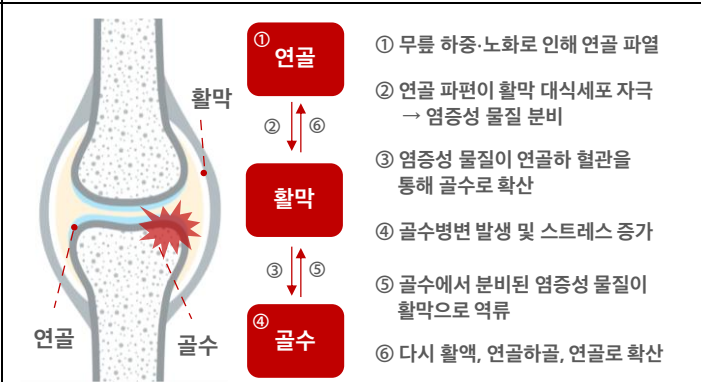 활막
연골
골수
① 연골
② ⑥
활막
③ ⑤
④ 골수
① 무릎 하중·노화로 인해 연골 파열
② 연골 파편이 활막 대식세포 자극
→ 염증성 물질 분비
③ 염증성 물질이 연골하 혈관을
통해 골수로 확산
④ 골수병변 발생 및 스트레스 증가
⑤ 골수에서 분비된 염증성 물질이
활막으로 역류
⑥ 다시 활액, 연골하골, 연골로 확산